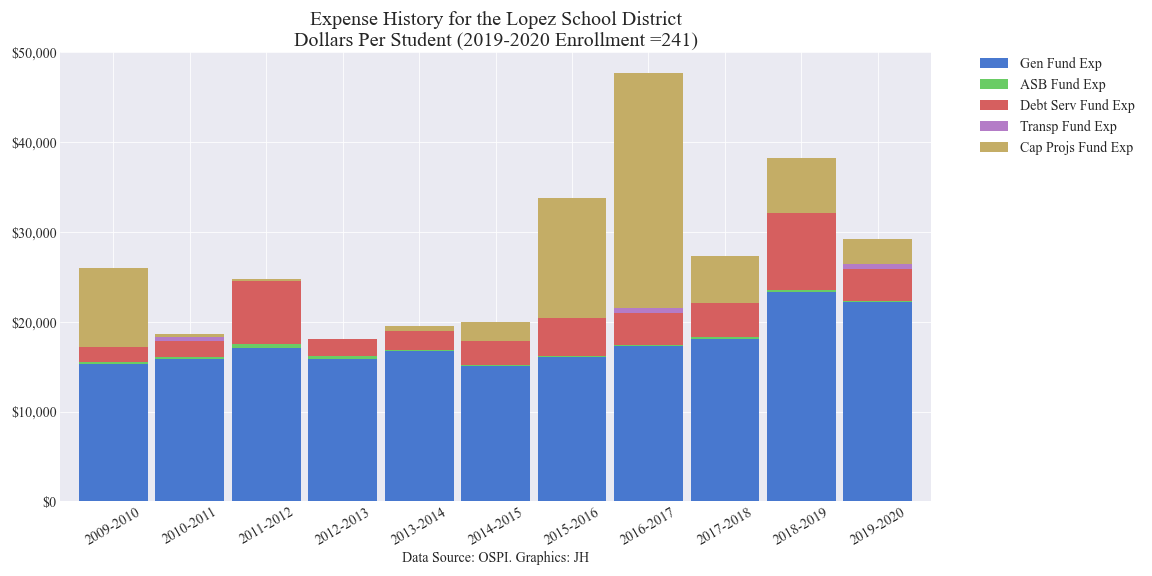 Expense History for the Lopez School District
Dollars Per Student (2019-2020 Enrollment =241)
$50,000
$40,000
$30,000
$20,000
$10,000
$0
2009-2010
2010-2011
2011-2012
2012-2013
2013-2014
2014-2015
2015-2016
2016-2017
2017-2018
2018-2019
2019-2020
Data Source: OSPI. Graphics: JH
Gen Fund Exp
ASB Fund Exp
Debt Serv Fund Exp
Transp Fund Exp
Cap Projs Fund Exp